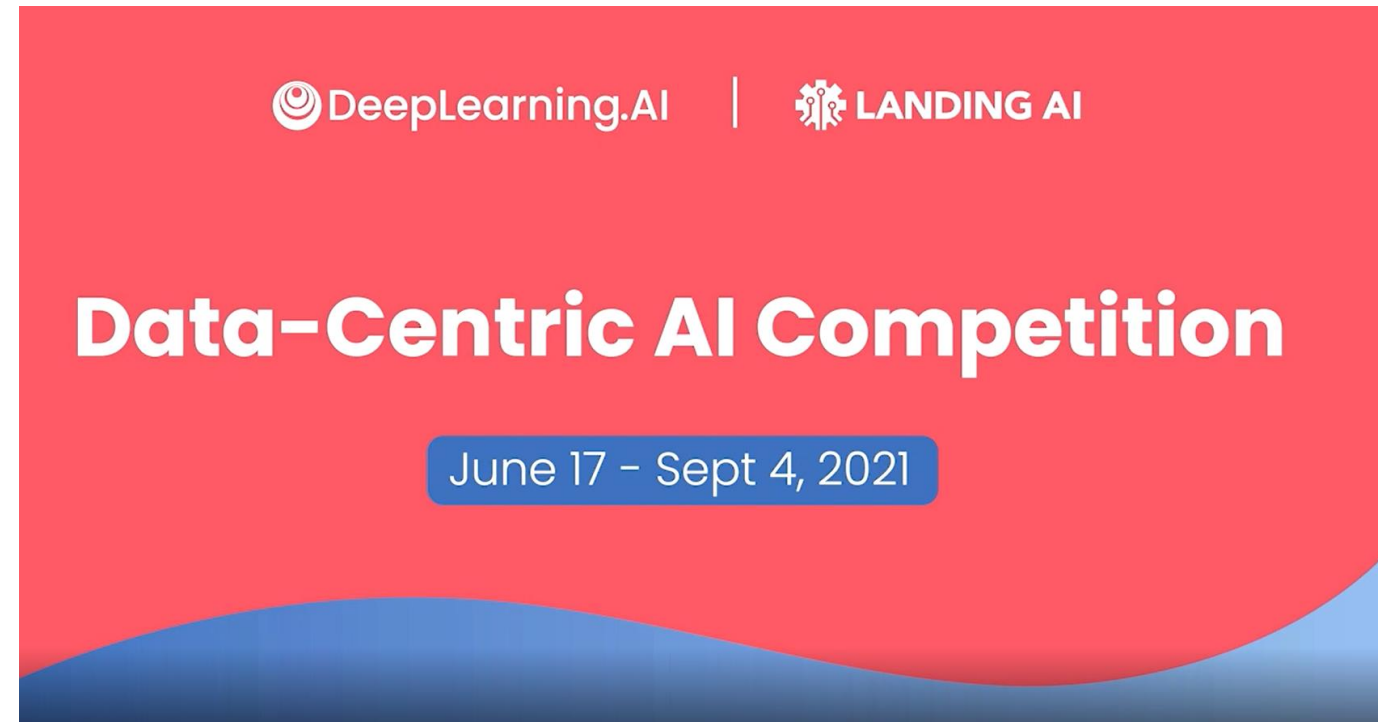 DeepLearning.AI | LANDING AI
Data-Centric AI Competition
June 17 - Sept 4, 2021